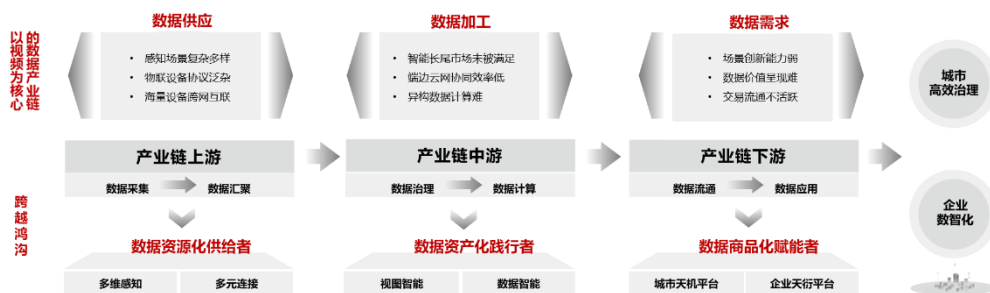 以视频为核心
的数据产业链
数据供应
数据加工
数据需求
• 感知场景复杂多样
• 物联设备协议泛杂
• 海量设备跨网互联
• 智能长尾市场未被满足
• 端边云网协同效率低
• 异构数据计算难
• 场景创新能力弱
• 数据价值呈现难
• 交易流通不活跃
城市
高效治理
产业链上游
产业链中游
产业链下游
数据采集
数据汇聚
数据治理
数据计算
数据流通
数据应用
跨越鸿沟
企业
数智化
数据资源化供给者
数据资产化践行者
数据商品化赋能者
多维感知
多元连接
视图智能
数据智能
城市天机平台
企业天衍平台